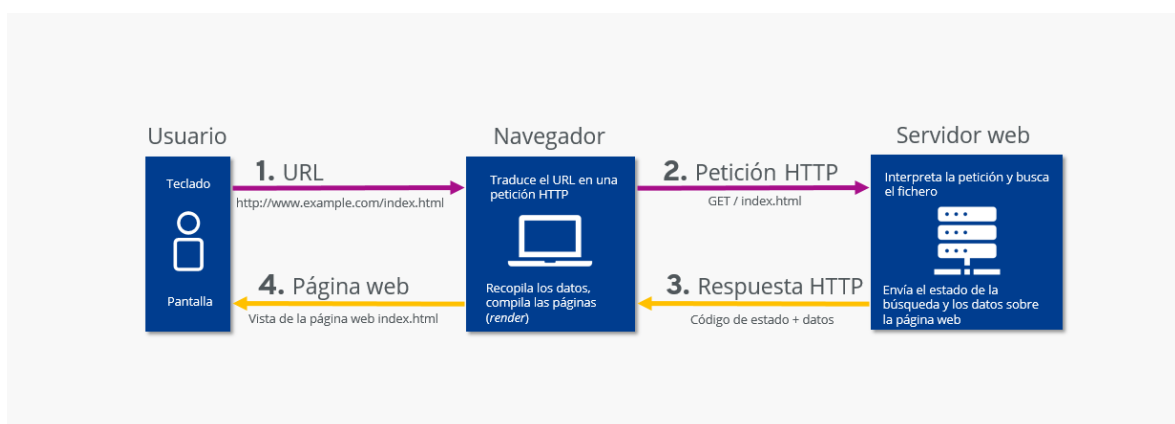 Usuario
Navegador
Servidor web
Teclado
Pantalla
1. URL
http://www.example.com/index.html
4. Página web
Vista de la página web index.html
Traduce el URL en una
petición HTTP
Recopila los datos,
compila las páginas
(render)
2. Petición HTTP
GET / index.html
3. Respuesta HTTP
Código de estado + datos
Interpreta la petición y busca
el fichero
Envía el estado de la
búsqueda y los datos sobre
la página web